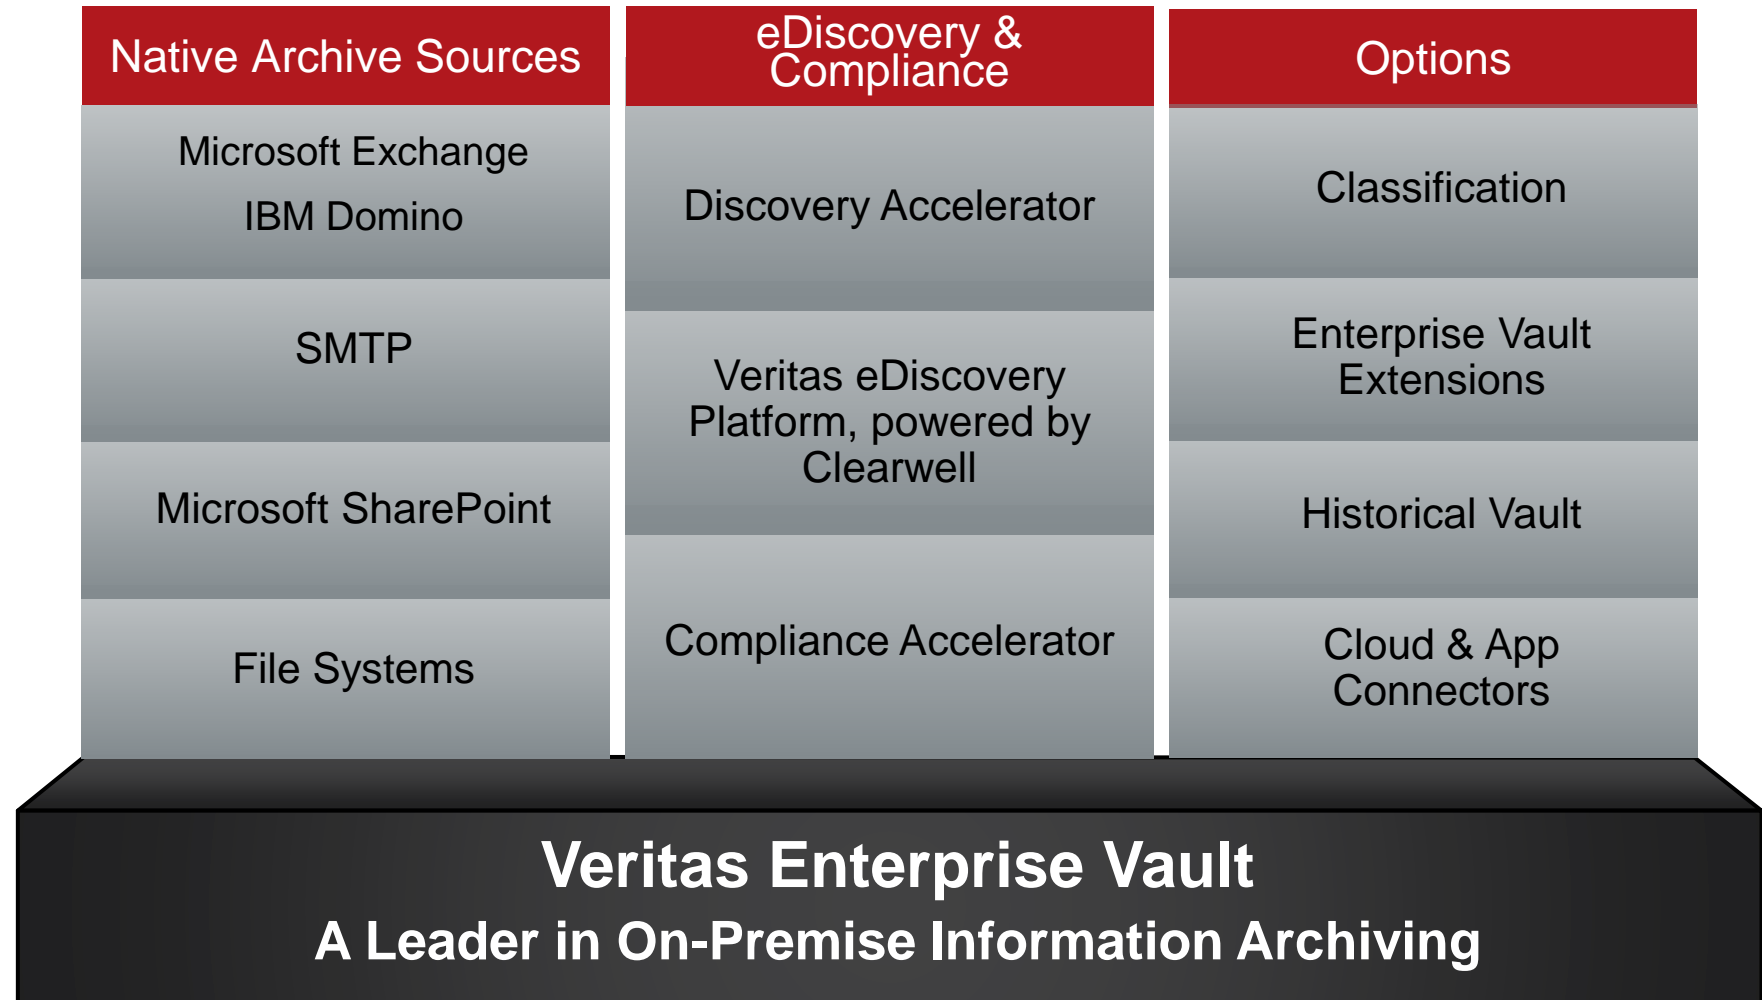 Native Archive Sources
Microsoft Exchange
IBM Domino
SMTP
Microsoft SharePoint
File Systems
eDiscovery &
Compliance
Discovery Accelerator
Veritas eDiscovery
Platform, powered by
Clearwell
Compliance Accelerator
Options
Classification
Enterprise Vault
Extensions
Historical Vault
Cloud & App
Connectors
Veritas Enterprise Vault
A Leader in On-Premise Information Archiving